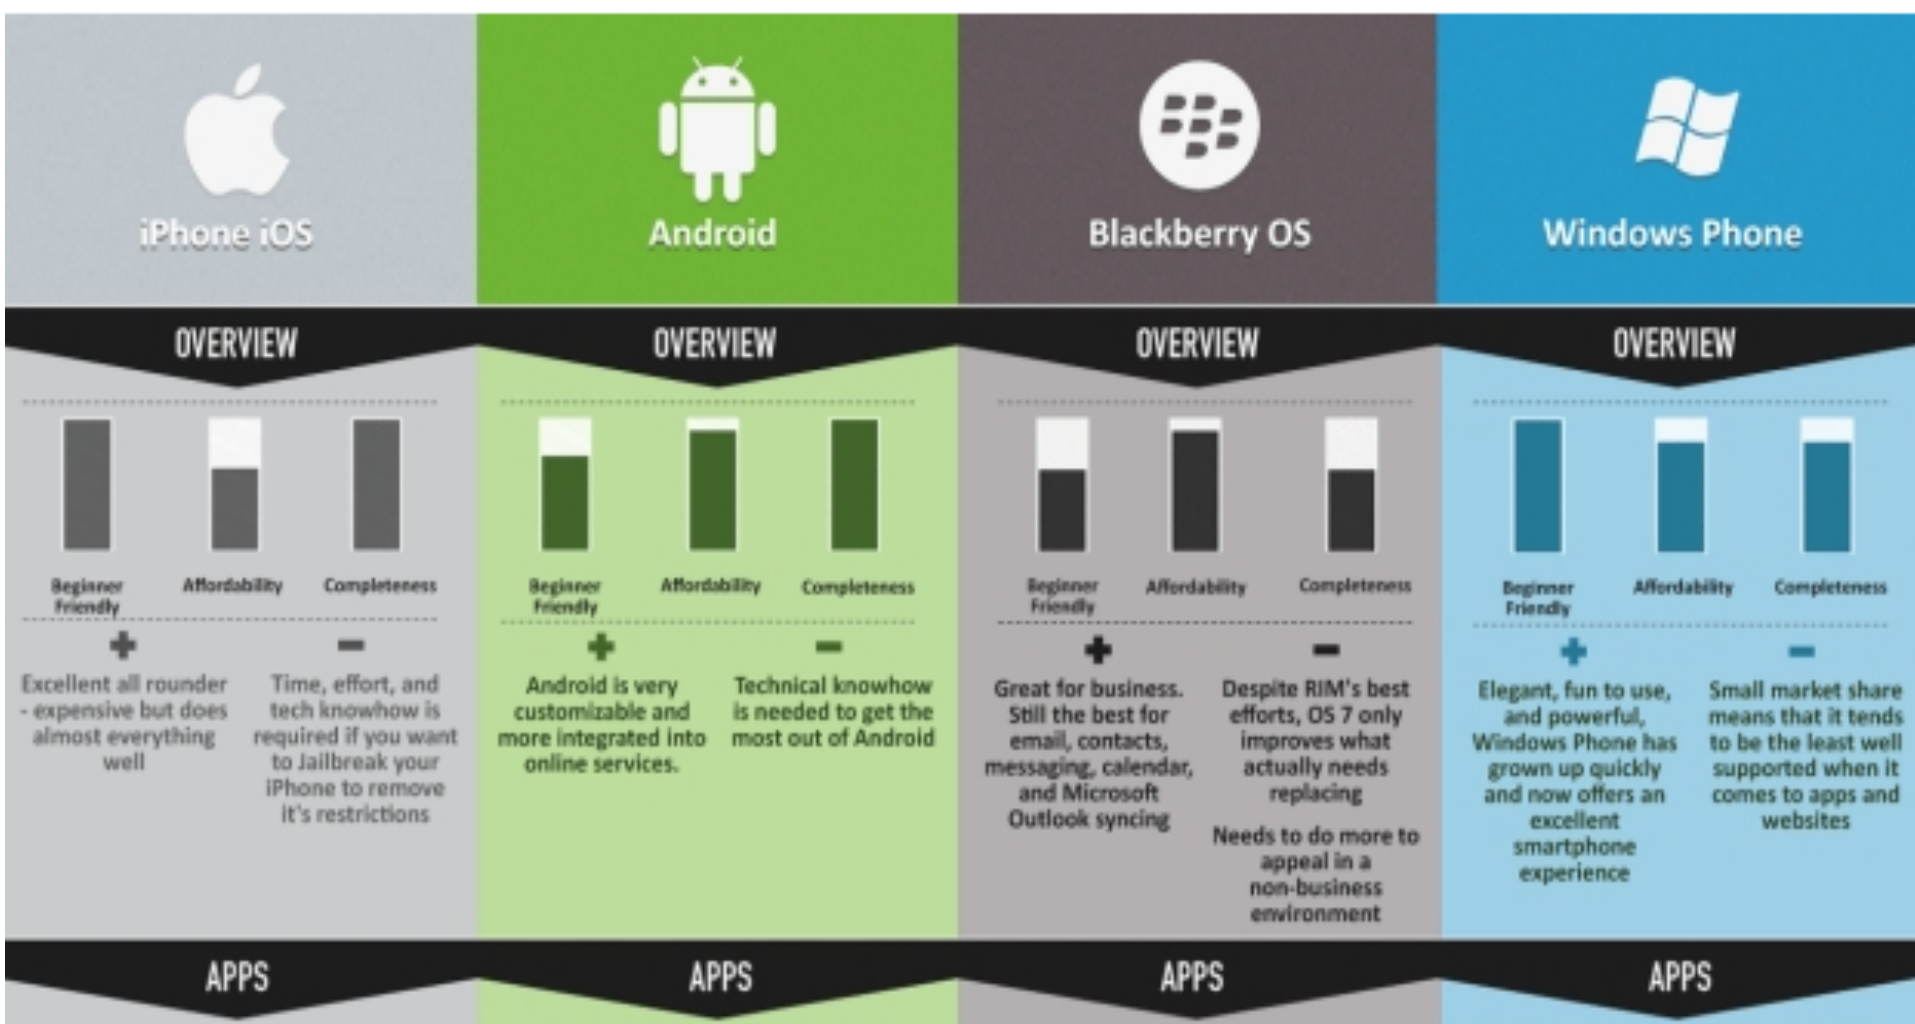 iPhone iOS
Android
Blackberry OS
Windows Phone
OVERVIEW
OVERVIEW
OVERVIEW
OVERVIEW
Beginner
Friendly
Affordability
Completeness
+
−
Excellent all rounder
- expensive but does
almost everything
well
Time, effort, and
tech knowhow is
required if you want
to Jailbreak your
iPhone to remove
it's restrictions
Beginner
Friendly
Affordability
Completeness
+
−
Android is very
customizable and
more integrated into
online services.
Technical knowhow
is needed to get the
most out of Android
Beginner
Friendly
Affordability
Completeness
+
−
Great for business.
Still the best for
email, contacts,
messaging, calendar,
and Microsoft
Outlook syncing
Despite RIM's best
efforts, OS 7 only
improves what
actually needs
replacing
Needs to do more to
appeal in a
non-business
environment
Beginner
Friendly
Affordability
Completeness
+
−
Elegant, fun to use,
and powerful,
Windows Phone has
grown up quickly
and now offers an
excellent
smartphone
experience
Small market share
means that it tends
to be the least well
supported when it
comes to apps and
websites
APPS
APPS
APPS
APPS